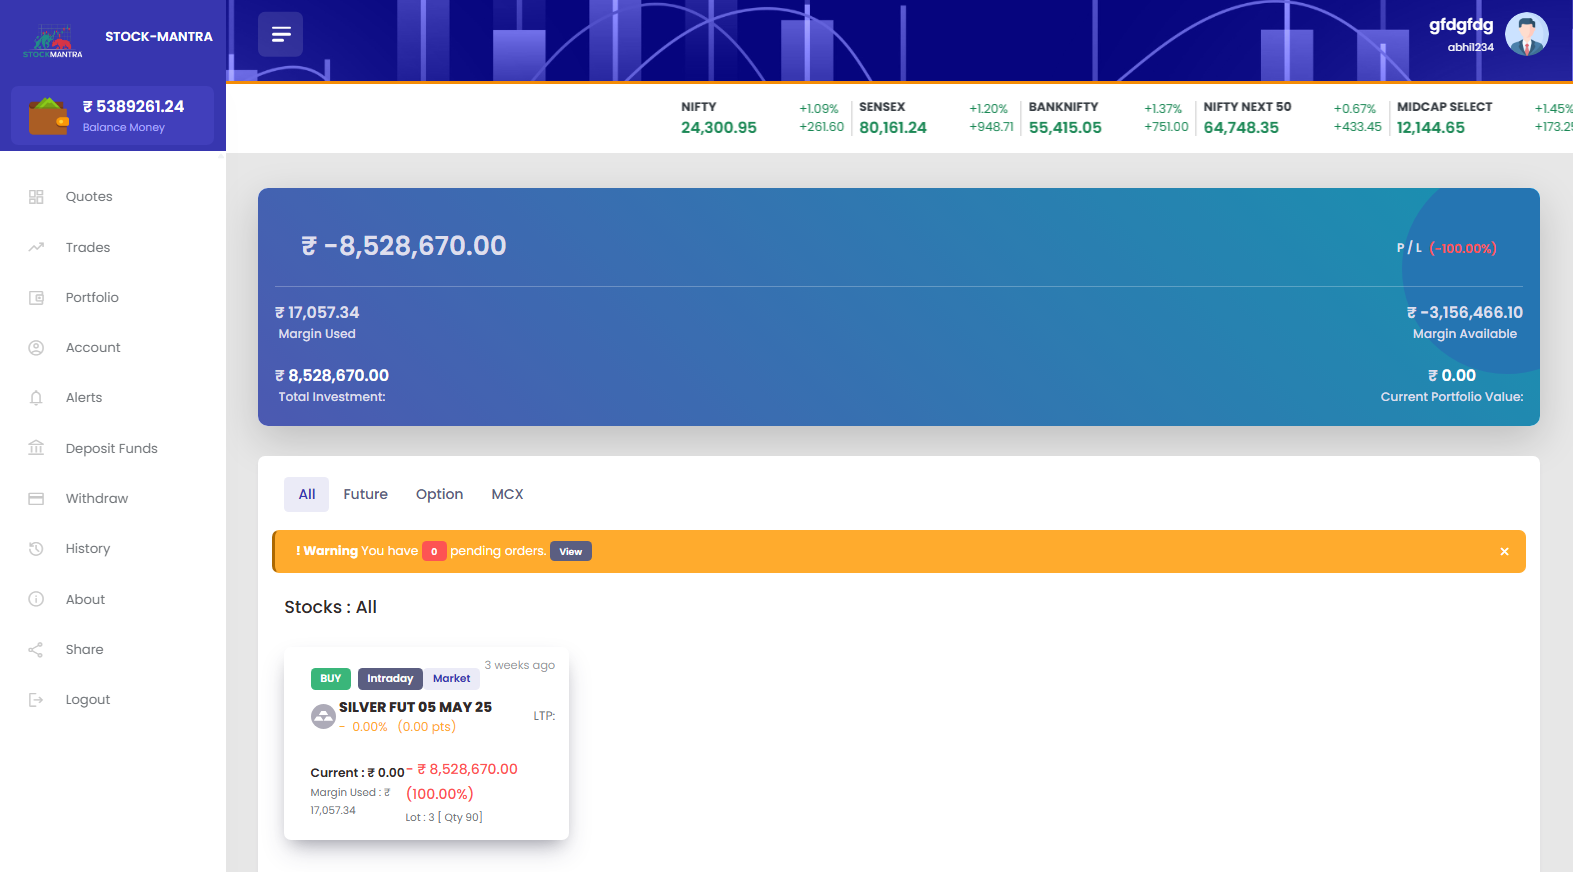 STOCKMANTRA
STOCK-MANTRA
₹ 5389261.24
Balance Money
Quotes
Trades
Portfolio
Account
Alerts
Deposit Funds
Withdraw
History
About
Share
Logout
gfdgfdg
abhi1234
NIFTY +1.09%
24,300.95 +261.60
SENSEX +1.20%
80,161.24 +948.71
BANKNIFTY +1.37%
55,415.05 +751.00
NIFTY NEXT 50 +0.67%
64,748.35 +433.45
MIDCAP SELECT +1.45%
12,144.65 +173.25
₹ -8,528,670.00
P / L (-100.00%)
₹ 17,057.34
Margin Used
₹ -3,156,466.10
Margin Available
₹ 8,528,670.00
Total Investment:
₹ 0.00
Current Portfolio Value:
All Future Option MCX
! Warning You have 0 pending orders. View ×
Stocks : All
3 weeks ago
BUY Intraday Market
SILVER FUT 05 MAY 25
- 0.00% (0.00 pts)
LTP:
Current : ₹ 0.00
Margin Used : ₹
17,057.34
- ₹ 8,528,670.00
(100.00%)
Lot : 3 [ Qty 90]